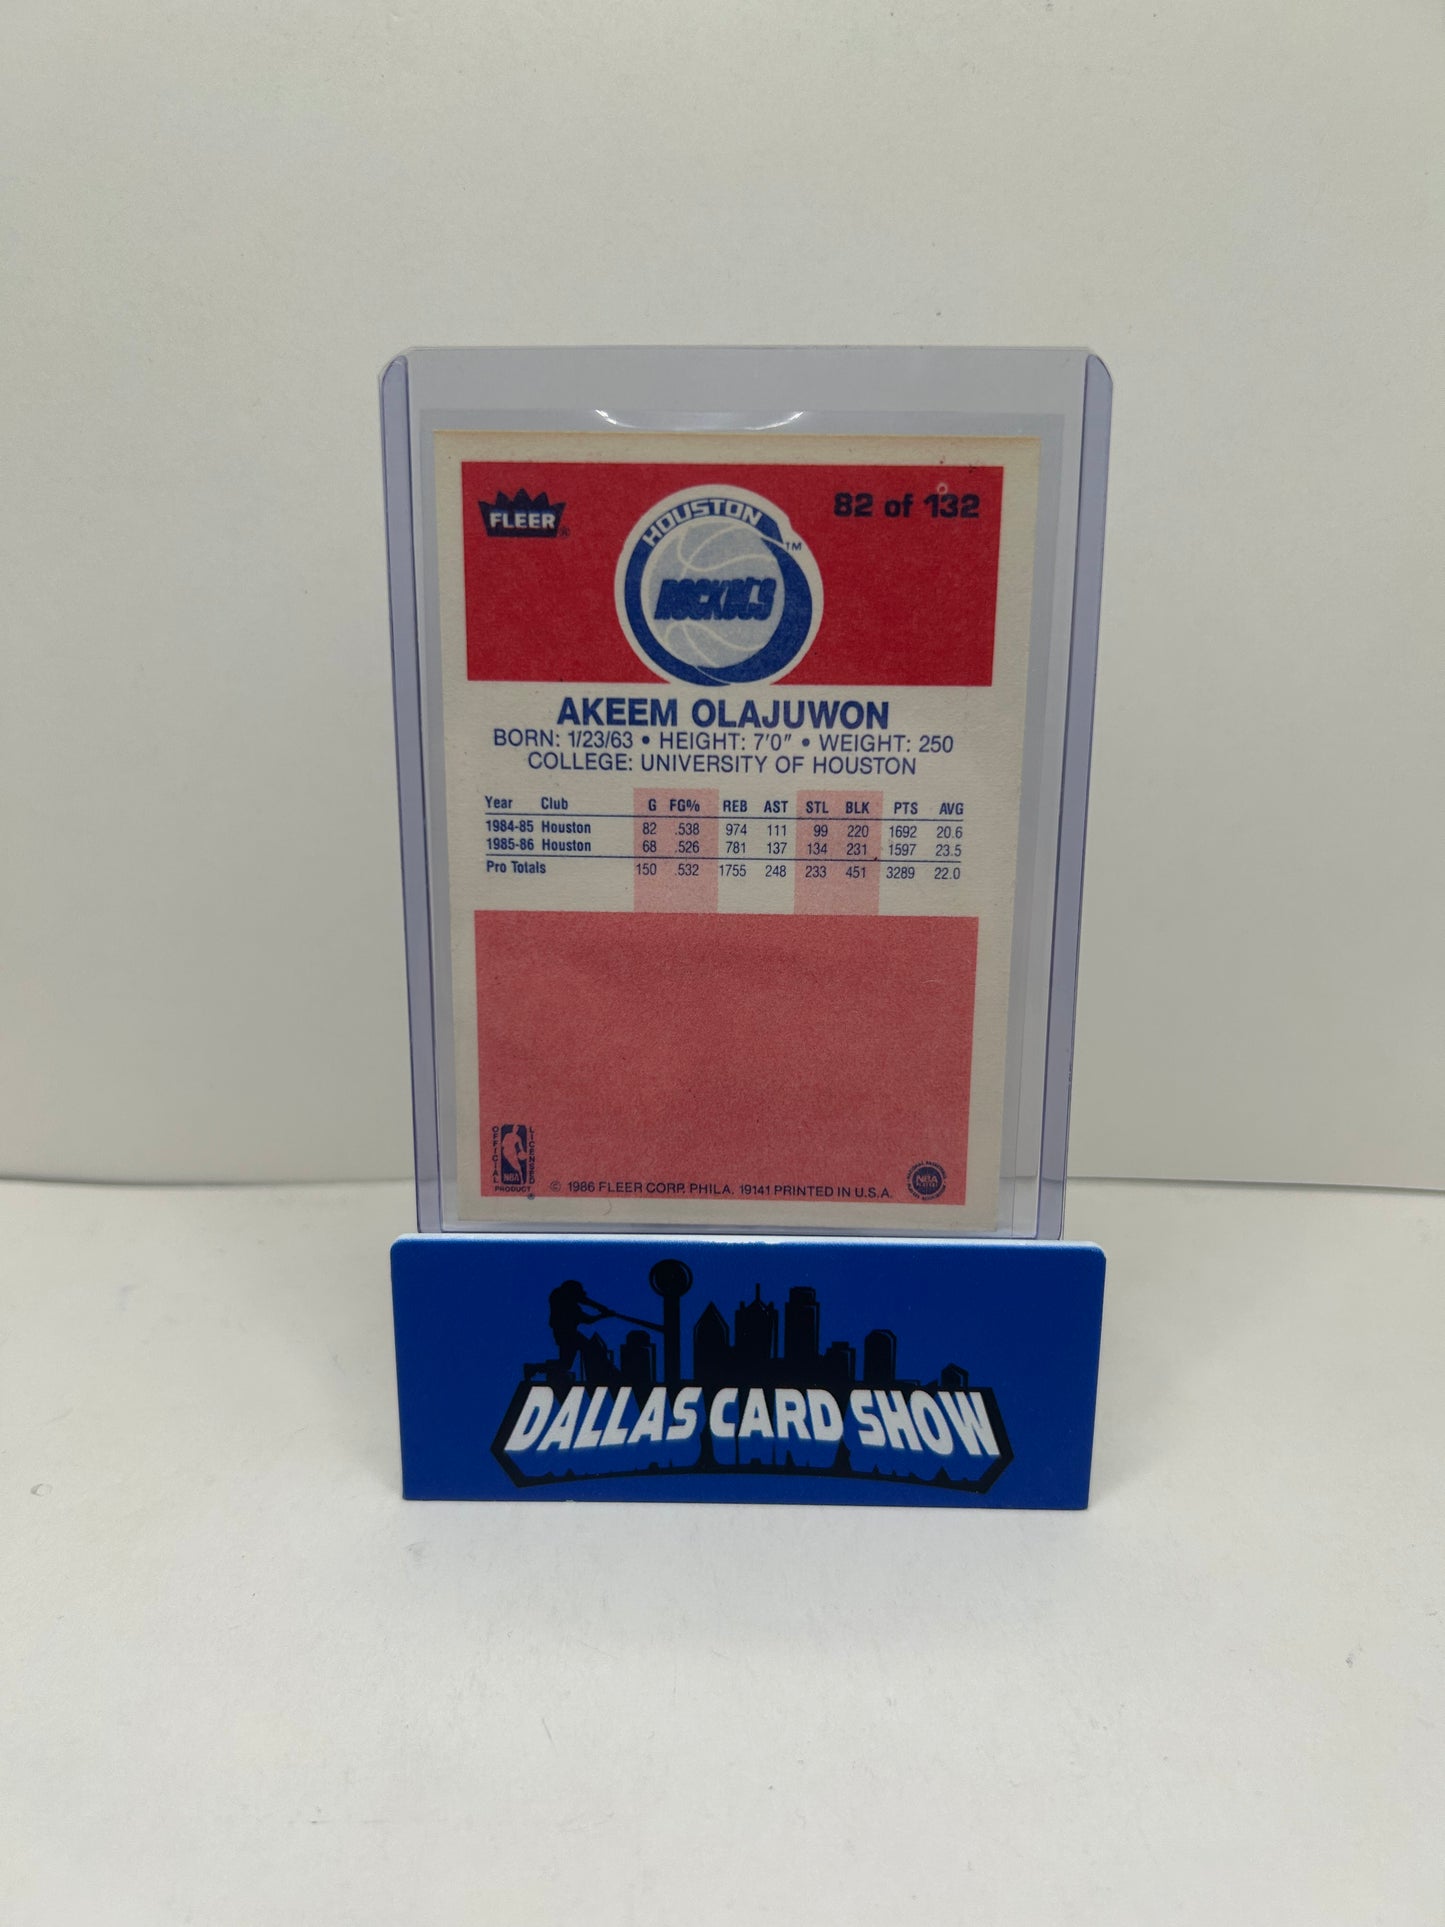 FLEER
®
HOUSTON
ROCKETS
TM
82 of 132
AKEEM OLAJUWON
BORN: 1/23/63 • HEIGHT: 7'0" • WEIGHT: 250
COLLEGE: UNIVERSITY OF HOUSTON
Year Club G FG% REB AST STL BLK PTS AVG
1984-85 Houston 82 .538 974 111 99 220 1692 20.6
1985-86 Houston 68 .526 781 137 134 231 1597 23.5
Pro Totals 150 .532 1755 248 233 451 3289 22.0
OFFICIAL
LICENSED
NBA
PRODUCT
®
© 1986 FLEER CORP. PHILA. 19141 PRINTED IN U.S.A.
NBA
DALLAS CARD SHOW